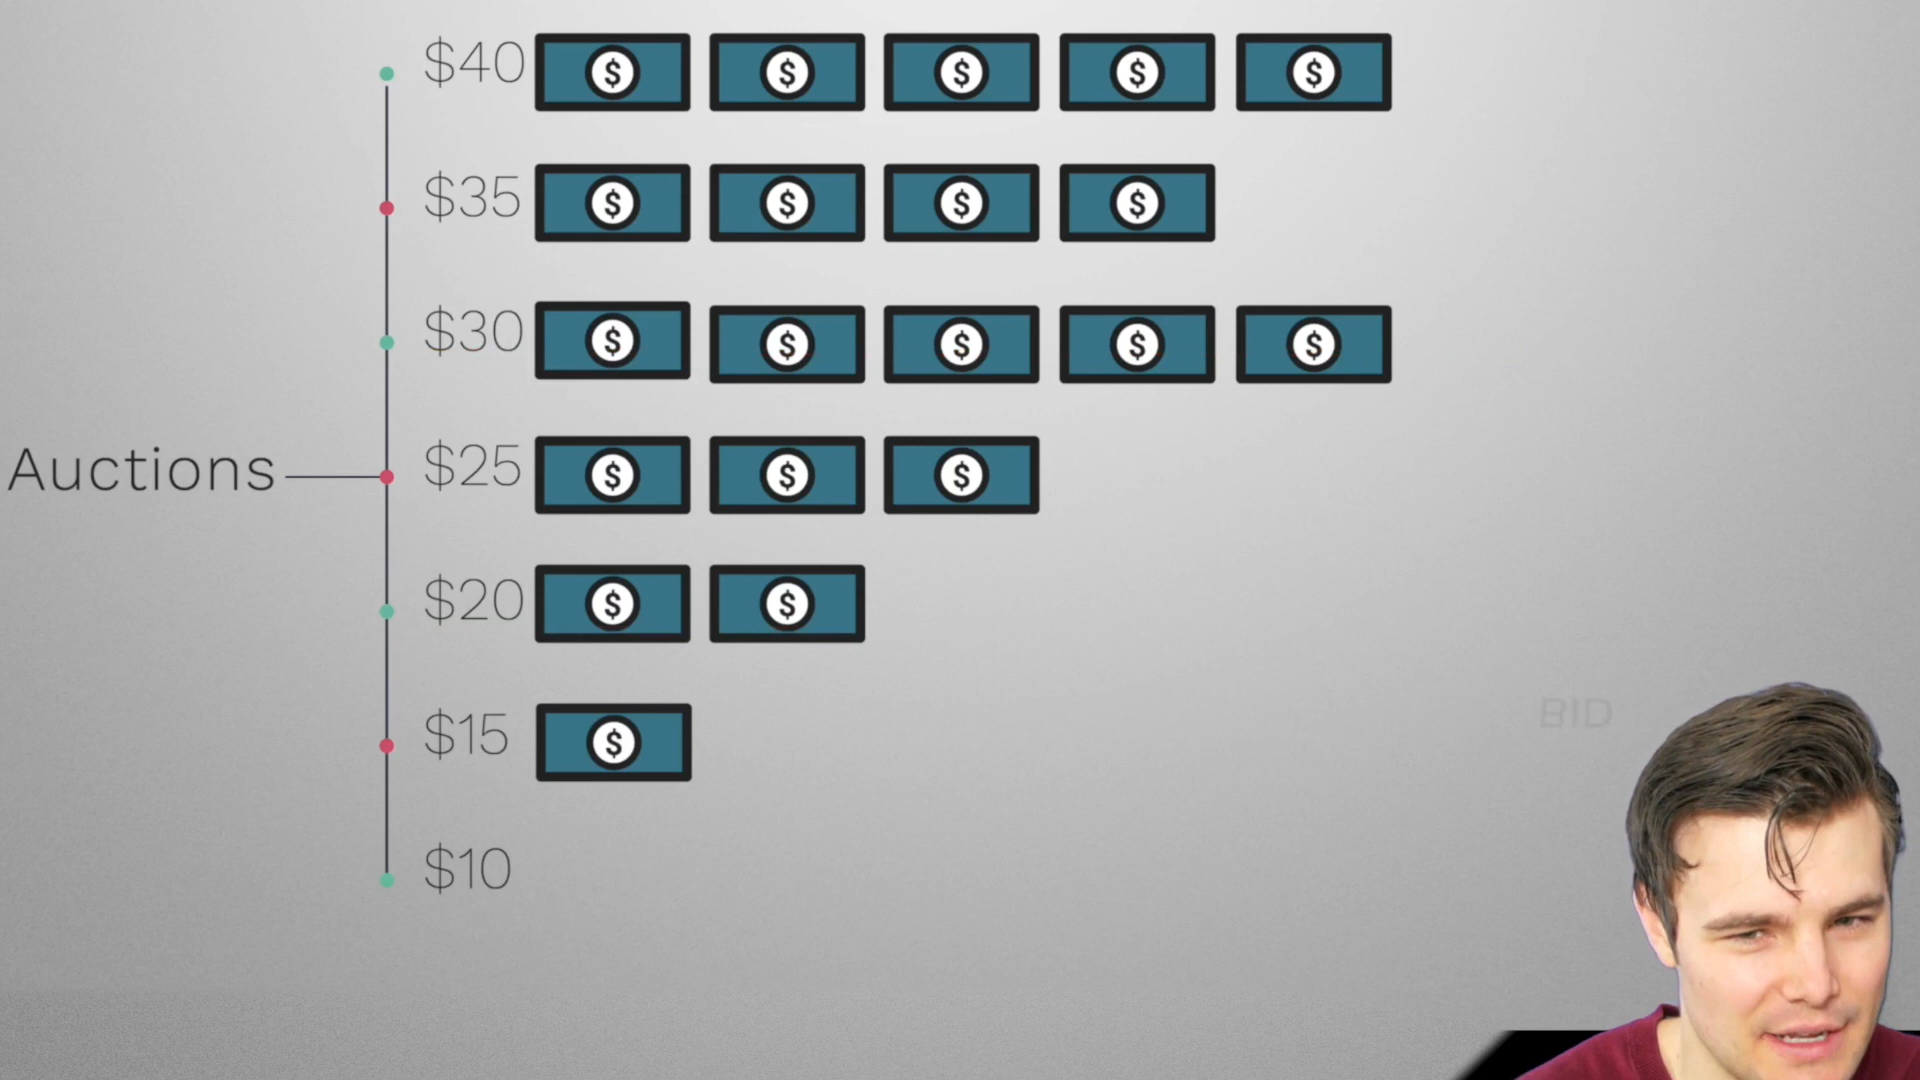 $40 $ $ $ $ $
$35 $ $ $ $
$30 $ $ $ $ $
Auctions
$25 $ $ $
$20 $ $
$15 $
BID
$10